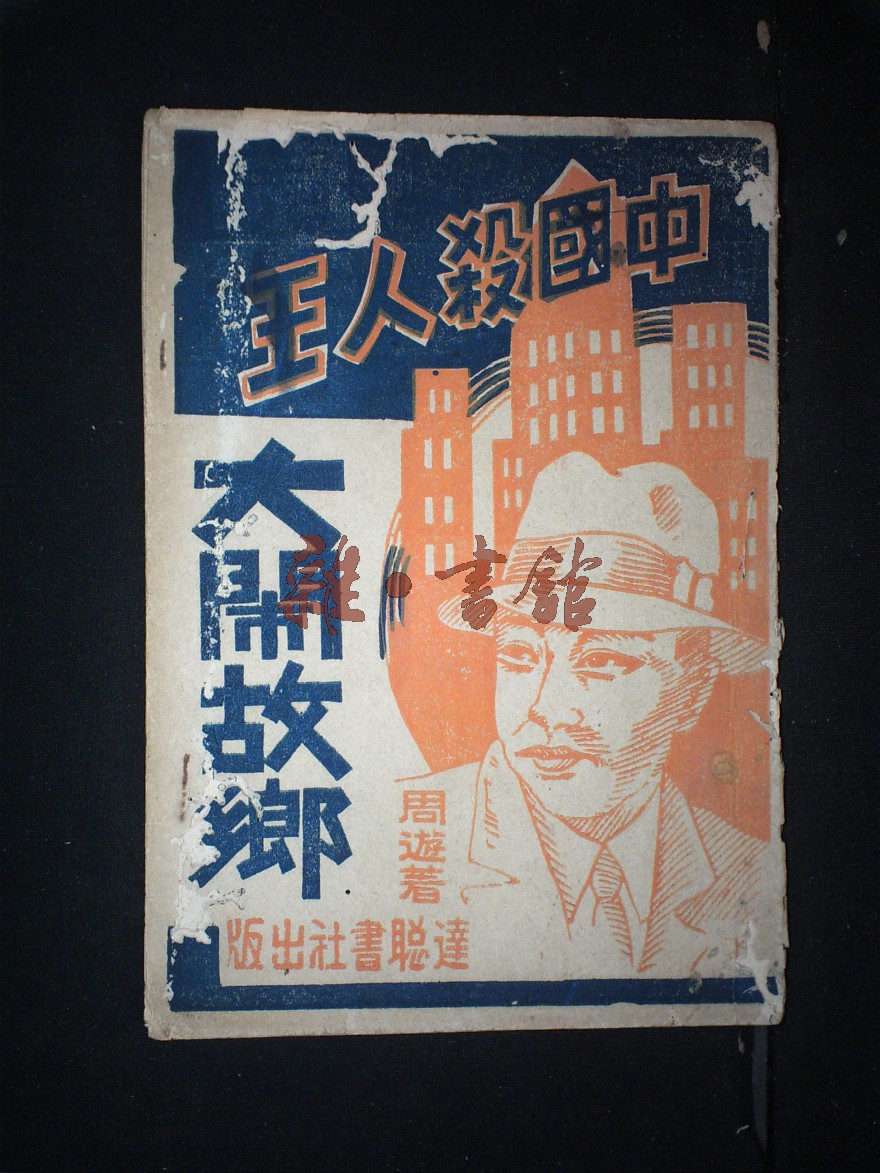 中國殺人王
大鬧故鄉
周遊著
達聰書社出版
雜·書舘